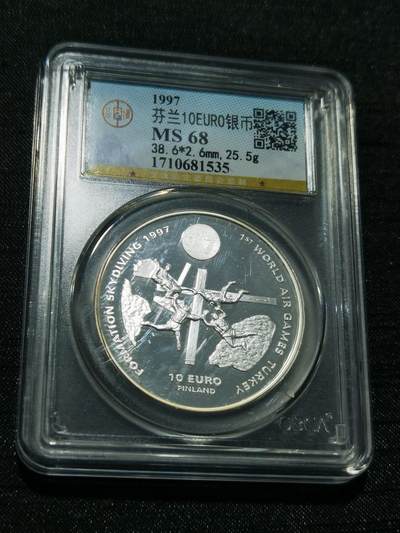 1997
芬兰10EURO银币
MS 68
38.6*2.6mm,25.5g
1710681535
FORMATION SKYDIVING 1997
1ST WORLD AIR GAMES TURKEY
10 EURO
FINLAND